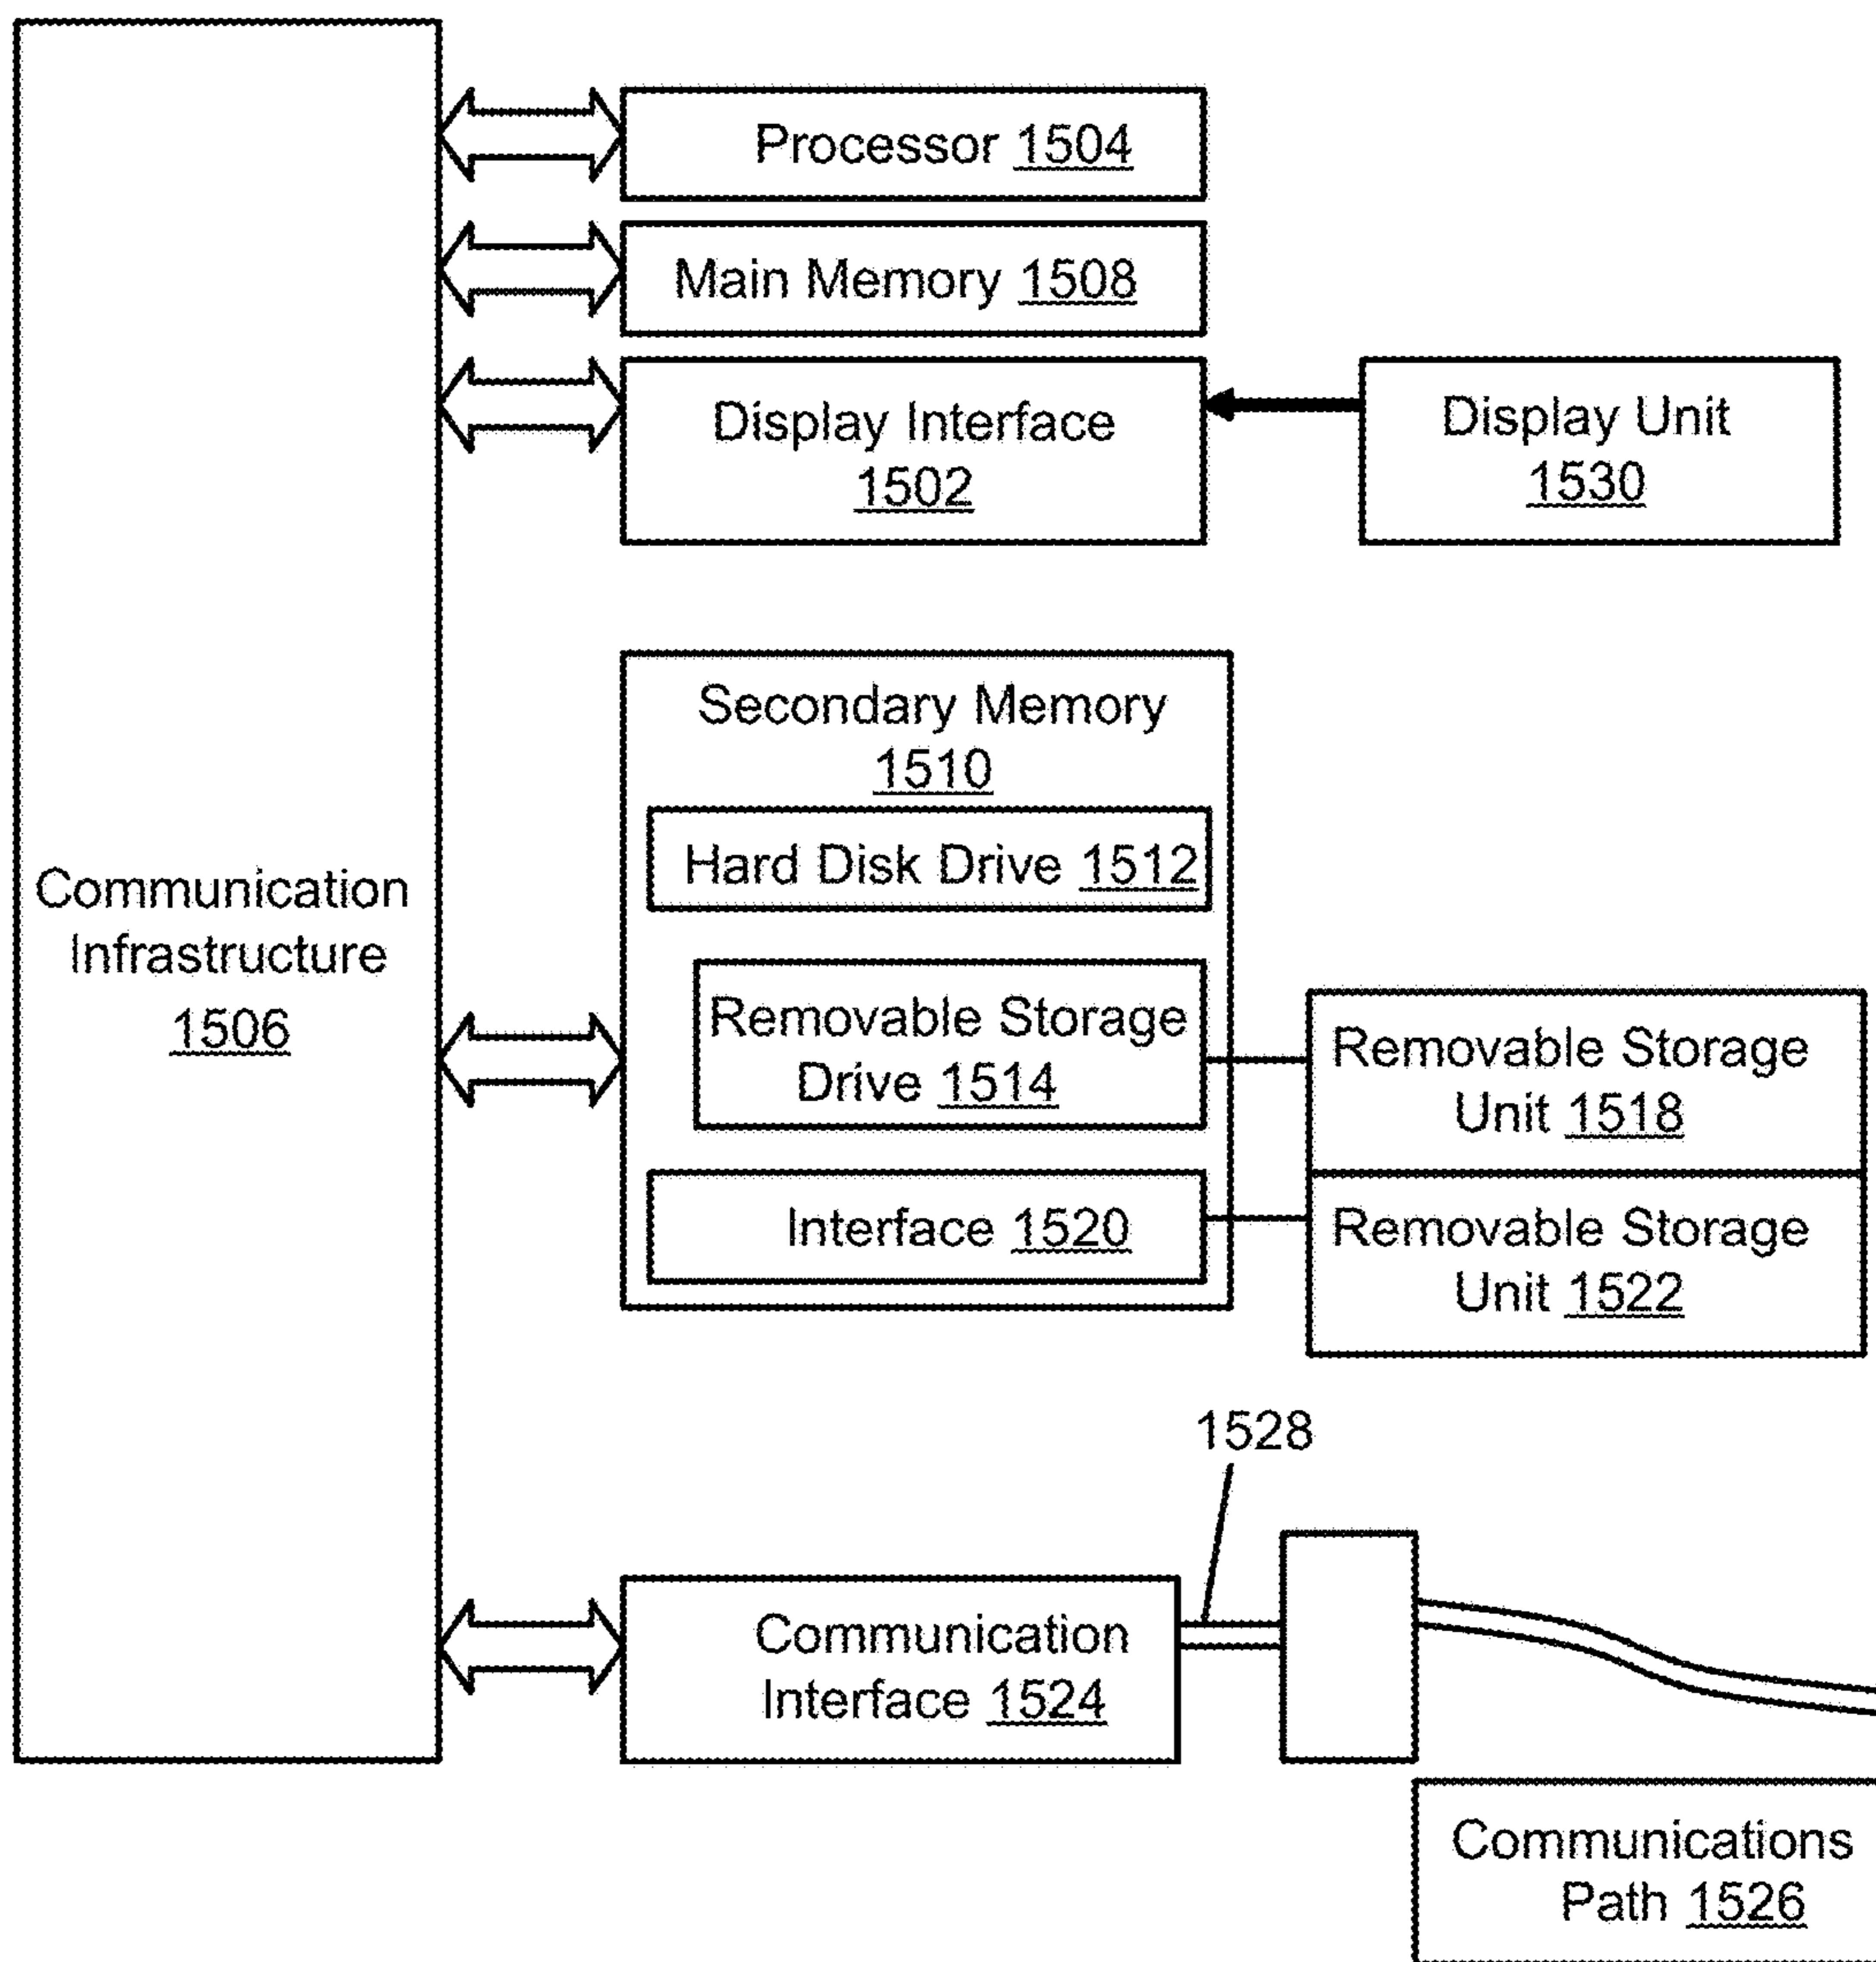 Communication
Infrastructure
1506
Processor 1504
Main Memory 1508
Display Interface
1502
Display Unit
1530
Secondary Memory
1510
Hard Disk Drive 1512
Removable Storage
Drive 1514
Interface 1520
Removable Storage
Unit 1518
Removable Storage
Unit 1522
1528
Communication
Interface 1524
Communications
Path 1526